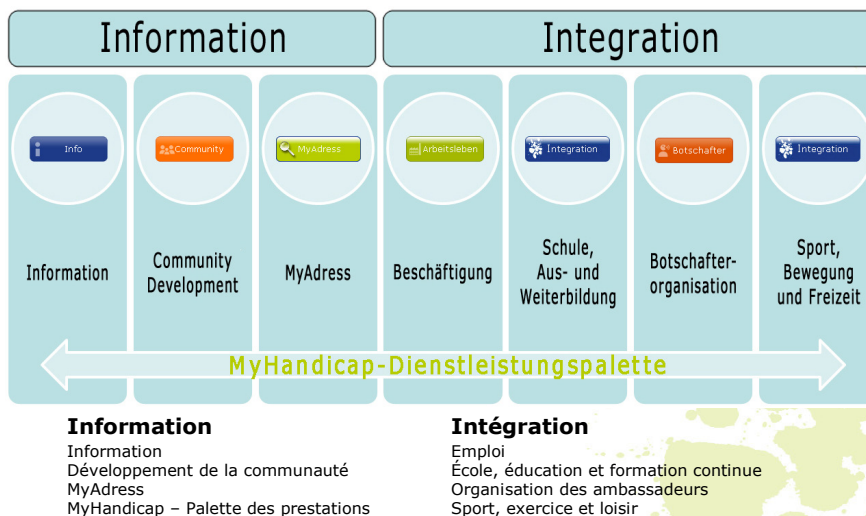 Information
Integration
Info
Community
MyAdress
Arbeitsleben
Integration
Botschafter
Integration
Information
Community
Development
MyAdress
Beschäftigung
Schule,
Aus- und
Weiterbildung
Botschafter-
organisation
Sport,
Bewegung
und Freizeit
MyHandicap-Dienstleistungspalette
Information
Information
Développement de la communauté
MyAdress
MyHandicap – Palette des prestations
Intégration
Emploi
École, éducation et formation continue
Organisation des ambassadeurs
Sport, exercice et loisir